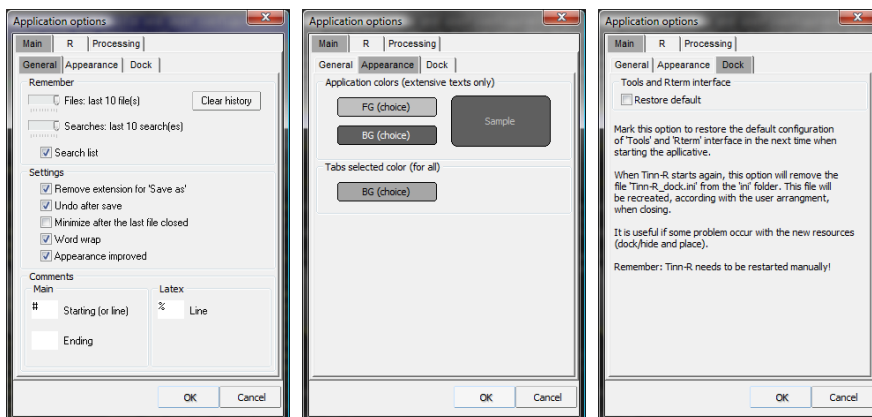 Application options
Main R Processing
General Appearance Dock
Remember
Files: last 10 file(s)
Clear history
Searches: last 10 search(es)
Search list
Settings
Remove extension for 'Save as'
Undo after save
Minimize after the last file closed
Word wrap
Appearance improved
Comments
Main
# Starting (or line)
Ending
Latex
% Line
OK Cancel
Application options
Main R Processing
General Appearance Dock
Application colors (extensive texts only)
FG (choice)
BG (choice)
Sample
Tabs selected color (for all)
BG (choice)
OK Cancel
Application options
Main R Processing
General Appearance Dock
Tools and Rterm interface
Restore default
Mark this option to restore the default configuration
of 'Tools' and 'Rterm' interface in the next time when
starting the apllicative.
When Tinn-R starts again, this option will remove the
file 'Tinn-R_dock.ini' from the 'ini' folder. This file will
be recreated, according with the user arrangment,
when closing.
It is useful if some problem occur with the new resources
(dock/hide and place).
Remember: Tinn-R needs to be restarted manually!
OK Cancel